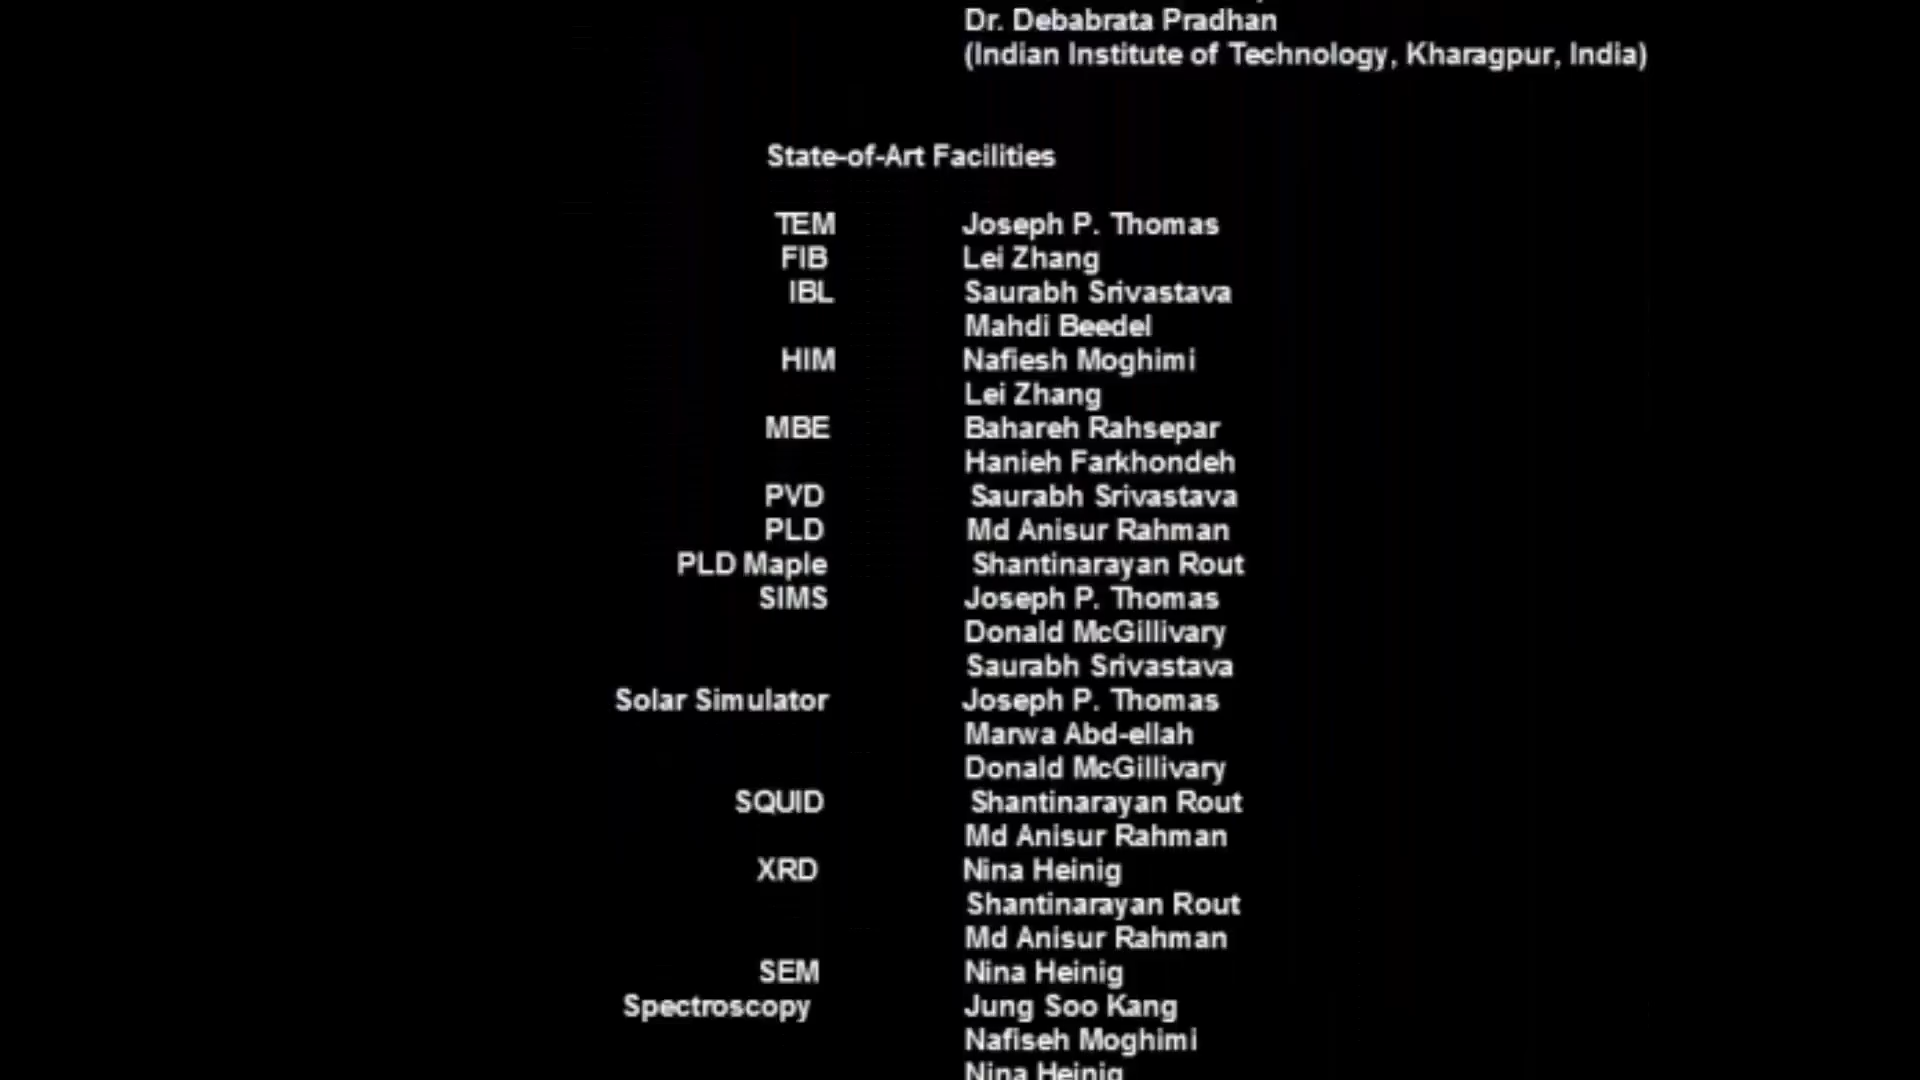 Dr. Debabrata Pradhan
(Indian Institute of Technology, Kharagpur, India)
State-of-Art Facilities
TEM Joseph P. Thomas
FIB Lei Zhang
IBL Saurabh Srivastava
Mahdi Beedel
HIM Nafiesh Moghimi
Lei Zhang
MBE Bahareh Rahsepar
Hanieh Farkhondeh
PVD Saurabh Srivastava
PLD Md Anisur Rahman
PLD Maple Shantinarayan Rout
SIMS Joseph P. Thomas
Donald McGillivary
Saurabh Srivastava
Solar Simulator Joseph P. Thomas
Marwa Abd-ellah
Donald McGillivary
SQUID Shantinarayan Rout
Md Anisur Rahman
XRD Nina Heinig
Shantinarayan Rout
Md Anisur Rahman
SEM Nina Heinig
Spectroscopy Jung Soo Kang
Nafiseh Moghimi
Nina Heinig